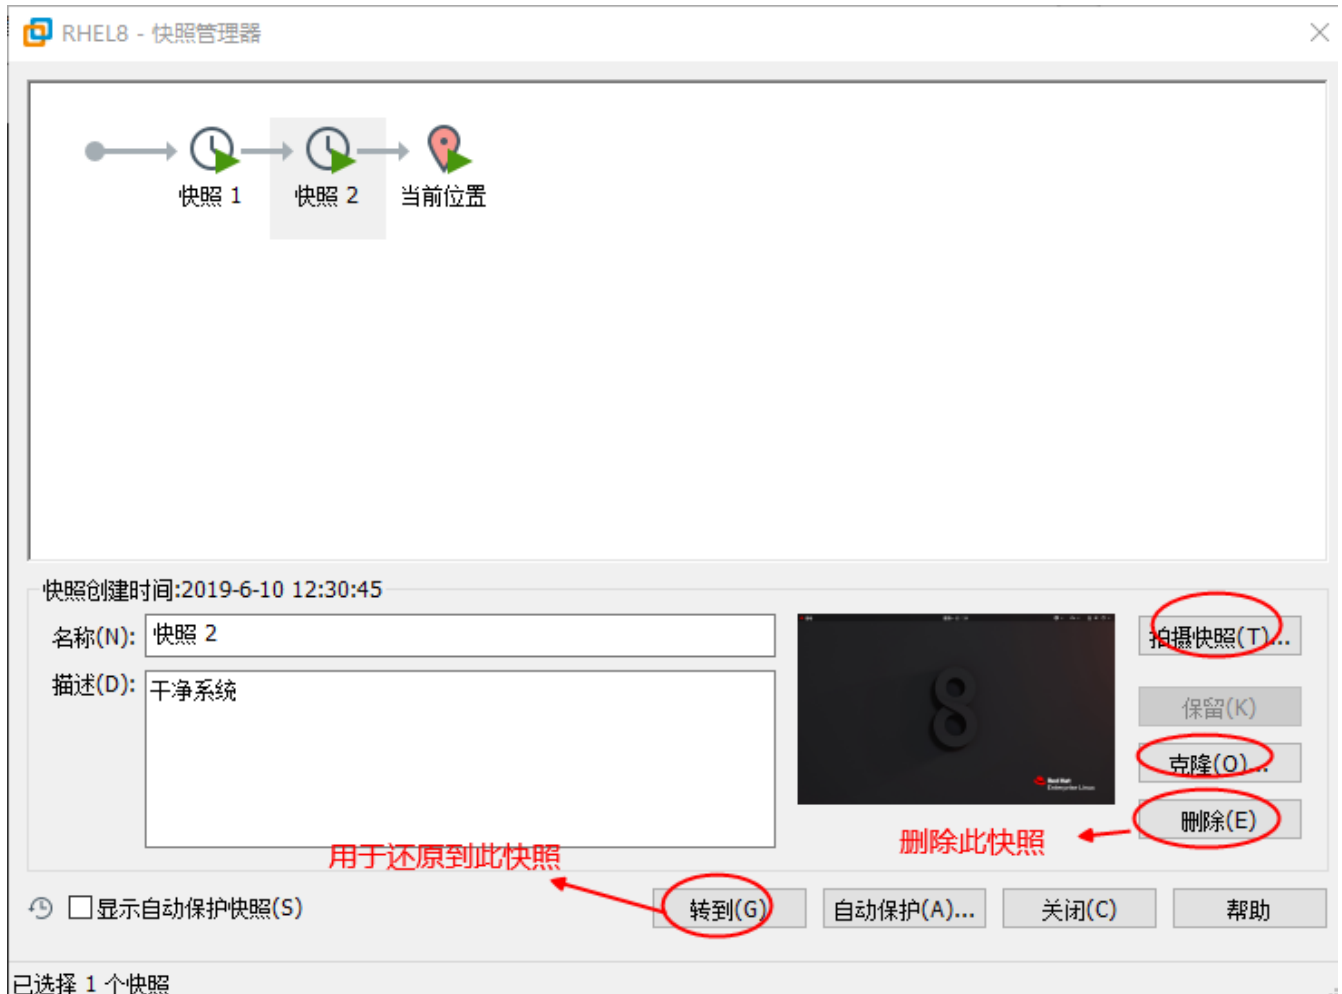 RHEL8 - 快照管理器
快照 1
快照 2
当前位置
快照创建时间:2019-6-10 12:30:45
名称(N):
快照 2
拍摄快照(T)...
描述(D):
干净系统
保留(K)
克隆(O)...
Red Hat
Enterprise Linux
删除(E)
删除此快照
用于还原到此快照
显示自动保护快照(S)
转到(G)
自动保护(A)...
关闭(C)
帮助
已选择 1 个快照